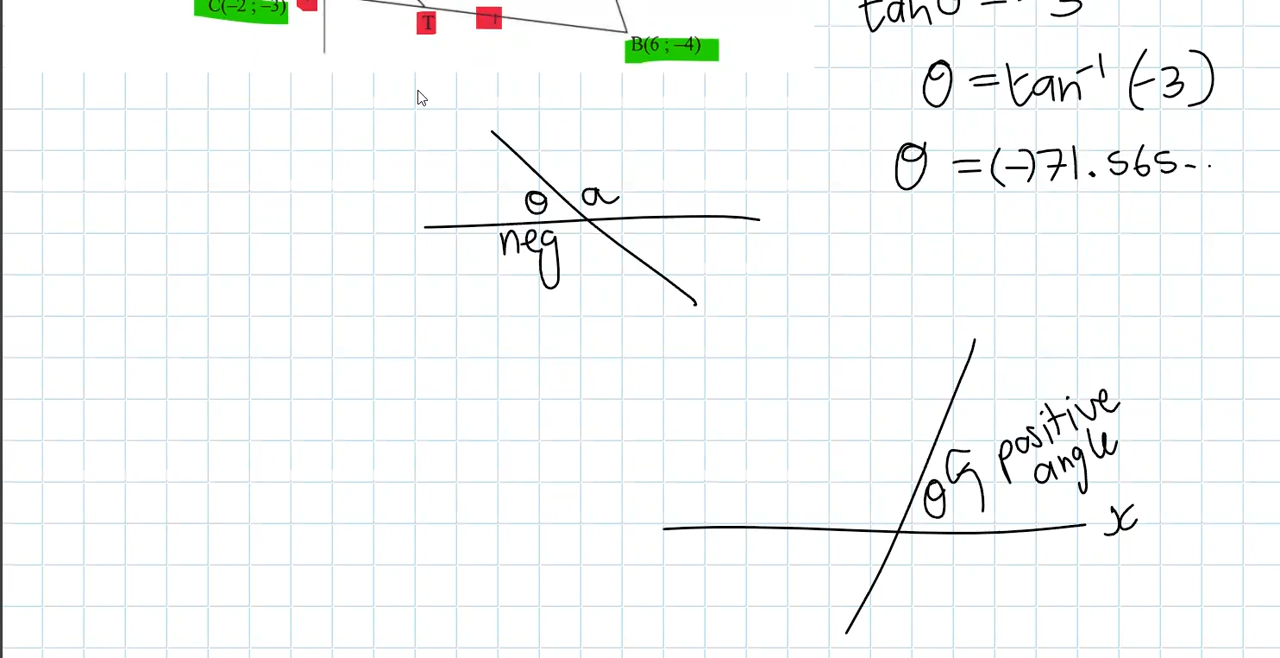 C(–2 ; –3)
T
B(6 ; –4)
θ = tan⁻¹ (-3)
θ = (-)71.565...
θ a
neg
θ positive
angle
x